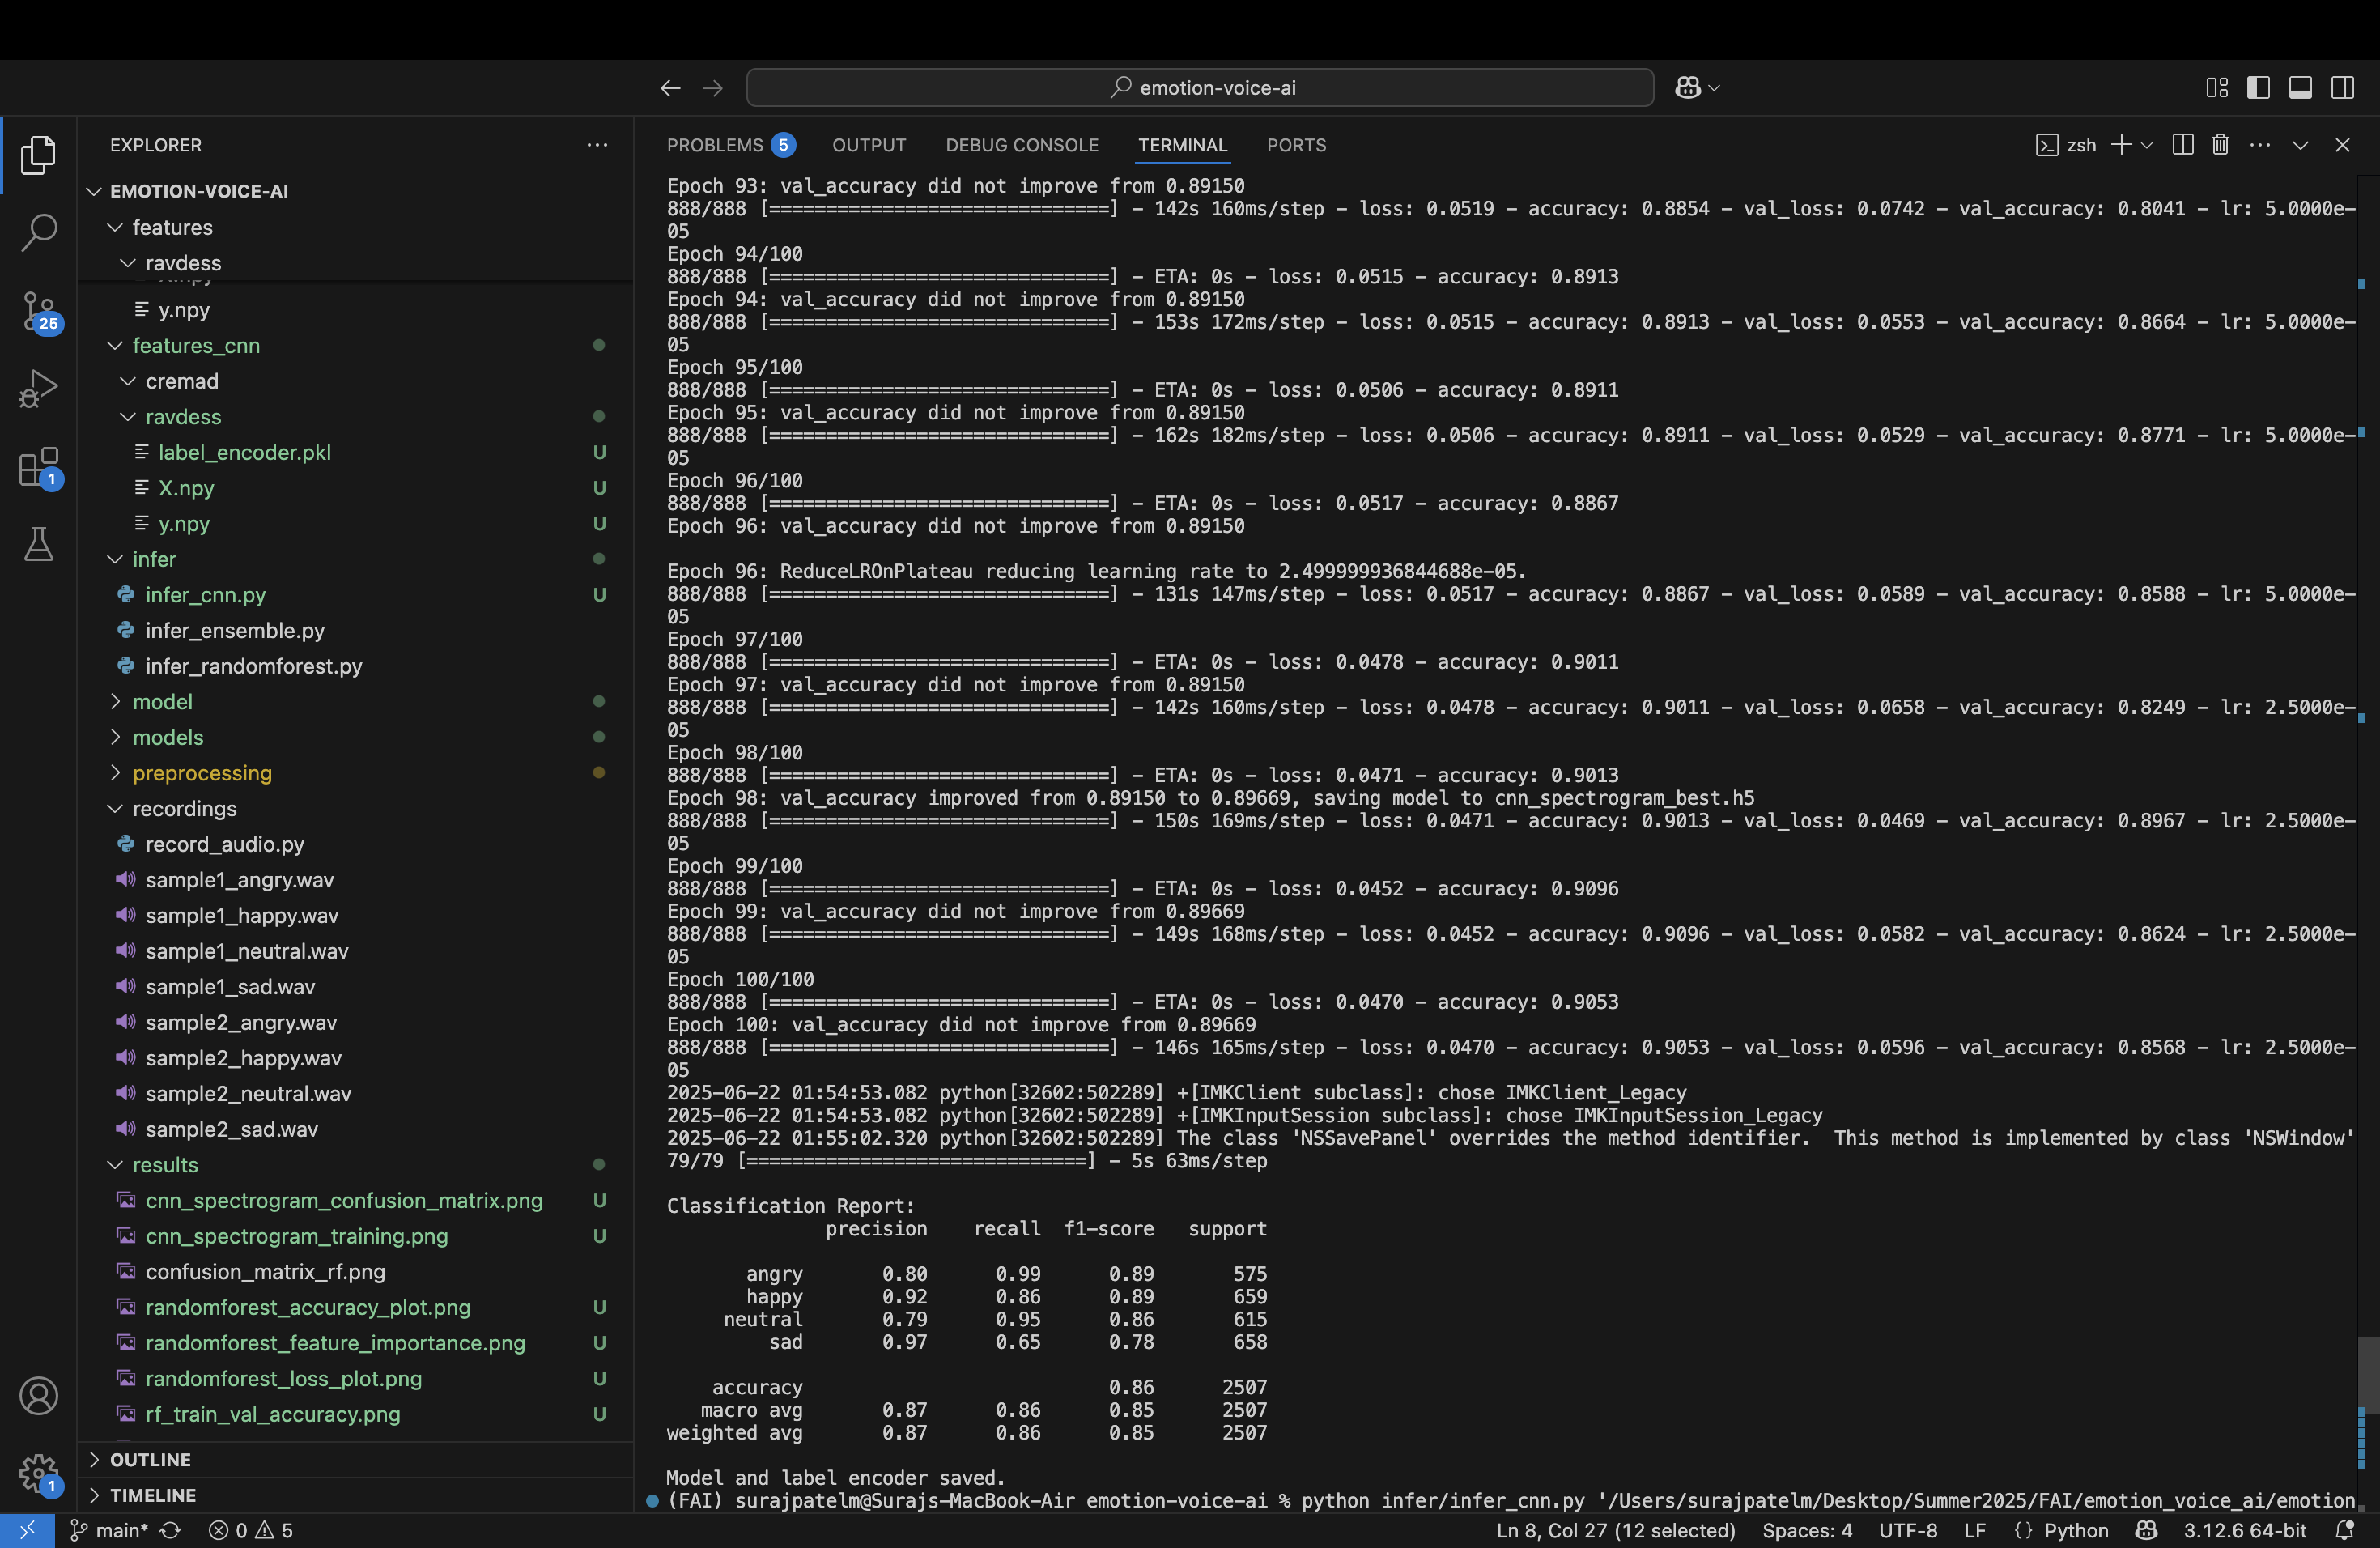 emotion-voice-ai
EXPLORER
EMOTION-VOICE-AI
features
ravdess
y.npy
features_cnn
cremad
ravdess
label_encoder.pkl U
X.npy U
y.npy U
infer
infer_cnn.py U
infer_ensemble.py
infer_randomforest.py
model
models
preprocessing
recordings
record_audio.py
sample1_angry.wav
sample1_happy.wav
sample1_neutral.wav
sample1_sad.wav
sample2_angry.wav
sample2_happy.wav
sample2_neutral.wav
sample2_sad.wav
results
cnn_spectrogram_confusion_matrix.png U
cnn_spectrogram_training.png U
confusion_matrix_rf.png
randomforest_accuracy_plot.png U
randomforest_feature_importance.png U
randomforest_loss_plot.png U
rf_train_val_accuracy.png U
OUTLINE
TIMELINE
25
1
1
PROBLEMS 5 OUTPUT DEBUG CONSOLE TERMINAL PORTS zsh
Epoch 93: val_accuracy did not improve from 0.89150
888/888 [==============================] - 142s 160ms/step - loss: 0.0519 - accuracy: 0.8854 - val_loss: 0.0742 - val_accuracy: 0.8041 - lr: 5.0000e-
05
Epoch 94/100
888/888 [==============================] - ETA: 0s - loss: 0.0515 - accuracy: 0.8913
Epoch 94: val_accuracy did not improve from 0.89150
888/888 [==============================] - 153s 172ms/step - loss: 0.0515 - accuracy: 0.8913 - val_loss: 0.0553 - val_accuracy: 0.8664 - lr: 5.0000e-
05
Epoch 95/100
888/888 [==============================] - ETA: 0s - loss: 0.0506 - accuracy: 0.8911
Epoch 95: val_accuracy did not improve from 0.89150
888/888 [==============================] - 162s 182ms/step - loss: 0.0506 - accuracy: 0.8911 - val_loss: 0.0529 - val_accuracy: 0.8771 - lr: 5.0000e-
05
Epoch 96/100
888/888 [==============================] - ETA: 0s - loss: 0.0517 - accuracy: 0.8867
Epoch 96: val_accuracy did not improve from 0.89150
Epoch 96: ReduceLROnPlateau reducing learning rate to 2.499999936844688e-05.
888/888 [==============================] - 131s 147ms/step - loss: 0.0517 - accuracy: 0.8867 - val_loss: 0.0589 - val_accuracy: 0.8588 - lr: 5.0000e-
05
Epoch 97/100
888/888 [==============================] - ETA: 0s - loss: 0.0478 - accuracy: 0.9011
Epoch 97: val_accuracy did not improve from 0.89150
888/888 [==============================] - 142s 160ms/step - loss: 0.0478 - accuracy: 0.9011 - val_loss: 0.0658 - val_accuracy: 0.8249 - lr: 2.5000e-
05
Epoch 98/100
888/888 [==============================] - ETA: 0s - loss: 0.0471 - accuracy: 0.9013
Epoch 98: val_accuracy improved from 0.89150 to 0.89669, saving model to cnn_spectrogram_best.h5
888/888 [==============================] - 150s 169ms/step - loss: 0.0471 - accuracy: 0.9013 - val_loss: 0.0469 - val_accuracy: 0.8967 - lr: 2.5000e-
05
Epoch 99/100
888/888 [==============================] - ETA: 0s - loss: 0.0452 - accuracy: 0.9096
Epoch 99: val_accuracy did not improve from 0.89669
888/888 [==============================] - 149s 168ms/step - loss: 0.0452 - accuracy: 0.9096 - val_loss: 0.0582 - val_accuracy: 0.8624 - lr: 2.5000e-
05
Epoch 100/100
888/888 [==============================] - ETA: 0s - loss: 0.0470 - accuracy: 0.9053
Epoch 100: val_accuracy did not improve from 0.89669
888/888 [==============================] - 146s 165ms/step - loss: 0.0470 - accuracy: 0.9053 - val_loss: 0.0596 - val_accuracy: 0.8568 - lr: 2.5000e-
05
2025-06-22 01:54:53.082 python[32602:502289] +[IMKClient subclass]: chose IMKClient_Legacy
2025-06-22 01:54:53.082 python[32602:502289] +[IMKInputSession subclass]: chose IMKInputSession_Legacy
2025-06-22 01:55:02.320 python[32602:502289] The class 'NSSavePanel' overrides the method identifier.  This method is implemented by class 'NSWindow'
79/79 [==============================] - 5s 63ms/step
Classification Report:
precision recall f1-score support
angry 0.80 0.99 0.89 575
happy 0.92 0.86 0.89 659
neutral 0.79 0.95 0.86 615
sad 0.97 0.65 0.78 658
accuracy 0.86 2507
macro avg 0.87 0.86 0.85 2507
weighted avg 0.87 0.86 0.85 2507
Model and label encoder saved.
(FAI) surajpatelm@Surajs-MacBook-Air emotion-voice-ai % python infer/infer_cnn.py '/Users/surajpatelm/Desktop/Summer2025/FAI/emotion_voice_ai/emotion
main* 0 5 Ln 8, Col 27 (12 selected) Spaces: 4 UTF-8 LF {} Python 3.12.6 64-bit